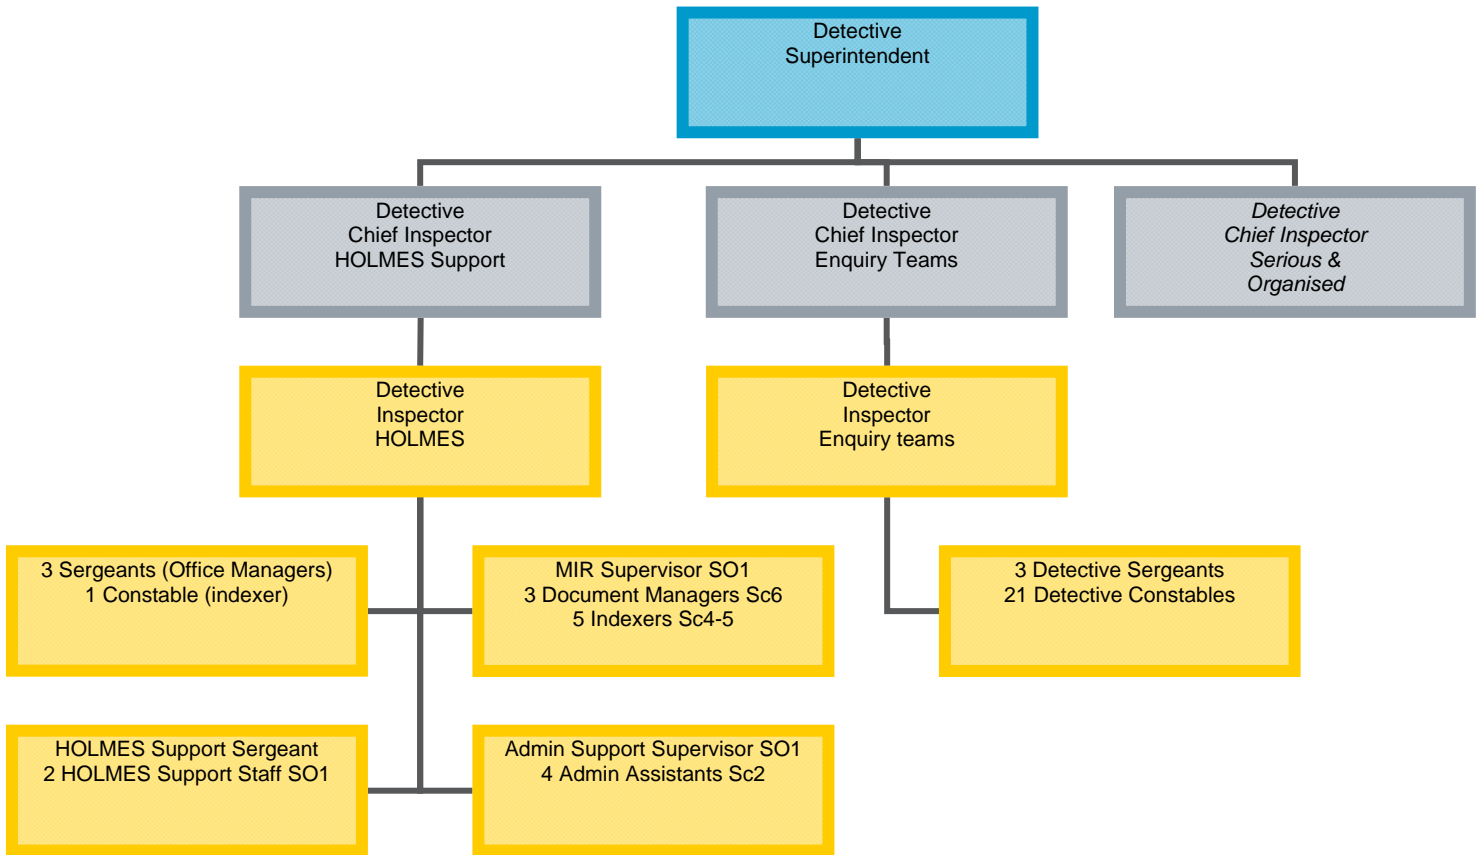 Detective
Superintendent
Detective
Chief Inspector
HOLMES Support
Detective
Chief Inspector
Enquiry Teams
Detective
Chief Inspector
Serious &
Organised
Detective
Inspector
HOLMES
Detective
Inspector
Enquiry teams
3 Sergeants (Office Managers)
1 Constable (indexer)
MIR Supervisor SO1
3 Document Managers Sc6
5 Indexers Sc4-5
3 Detective Sergeants
21 Detective Constables
HOLMES Support Sergeant
2 HOLMES Support Staff SO1
Admin Support Supervisor SO1
4 Admin Assistants Sc2